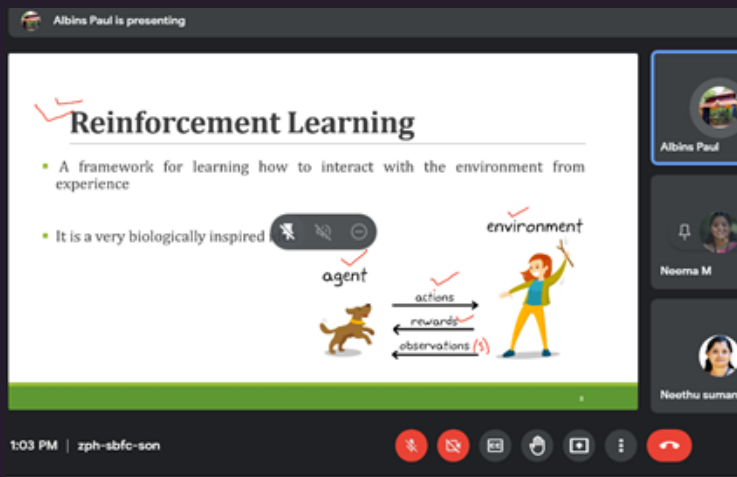 Albins Paul is presenting
Reinforcement Learning
A framework for learning how to interact with the environment from
experience
It is a very biologically inspired
environment
agent
actions
rewards
observations (s)
8
Albins Paul
Neema M
Neethu suman
1:03 PM | zph-sbfc-son
CC